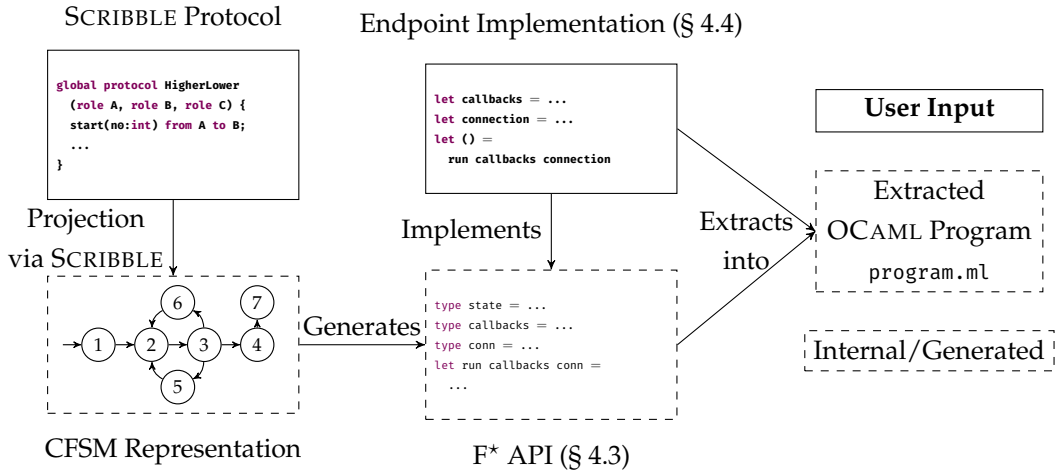 SCRIBBLE Protocol
global protocol HigherLower
(role A, role B, role C) {
start(n0:int) from A to B;
...
}
Projection
via SCRIBBLE
1
2
3
4
5
6
7
CFSM Representation
Generates
Endpoint Implementation (§ 4.4)
let callbacks = ...
let connection = ...
let () =
run callbacks connection
Implements
type state = ...
type callbacks = ...
type conn = ...
let run callbacks conn =
...
F⋆ API (§ 4.3)
Extracts
into
User Input
Extracted
OCAML Program
program.ml
Internal/Generated